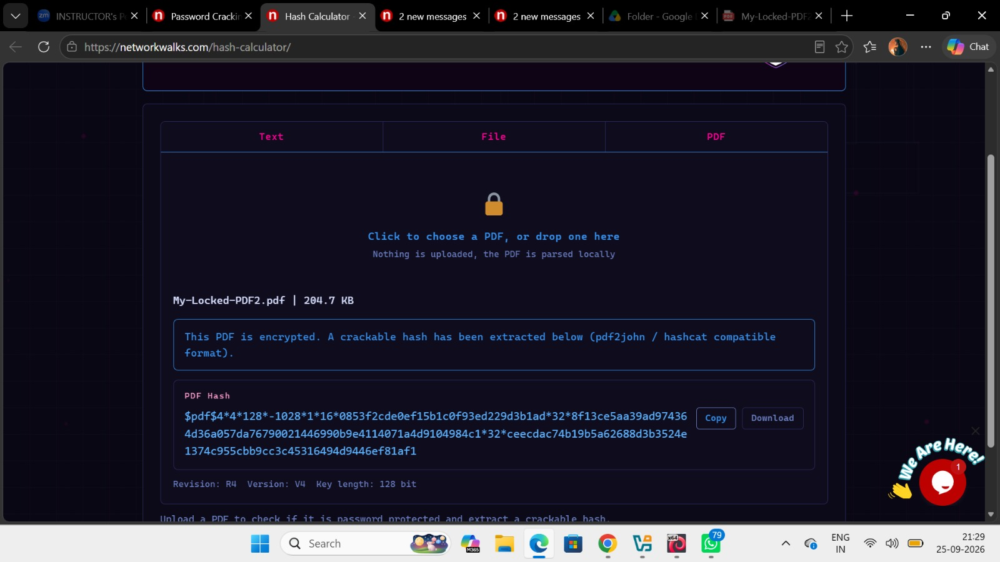 INSTRUCTOR's P
Password Crackin
Hash Calculator
2 new messages
2 new messages
Folder - Google
My-Locked-PDF2
https://networkwalks.com/hash-calculator/
Chat
Text
File
PDF
Click to choose a PDF, or drop one here
Nothing is uploaded, the PDF is parsed locally
My-Locked-PDF2.pdf | 204.7 KB
This PDF is encrypted. A crackable hash has been extracted below (pdf2john / hashcat compatible
format).
PDF Hash
$pdf$4*4*128*-1028*1*16*0853f2cde0ef15b1c0f93ed229d3b1ad*32*8f13ce5aa39ad97436
4d36a057da76790021446990b9e4114071a4d9104984c1*32*ceecdac74b19b5a62688d3b3524e
1374c955cbb9cc3c45316494d9446ef81af1
Copy
Download
Revision: R4 Version: V4 Key length: 128 bit
Upload a PDF to check if it is password protected and extract a crackable hash.
We Are Here!
1
Search
M365
x64
79
ENG
IN
21:29
25-09-2026